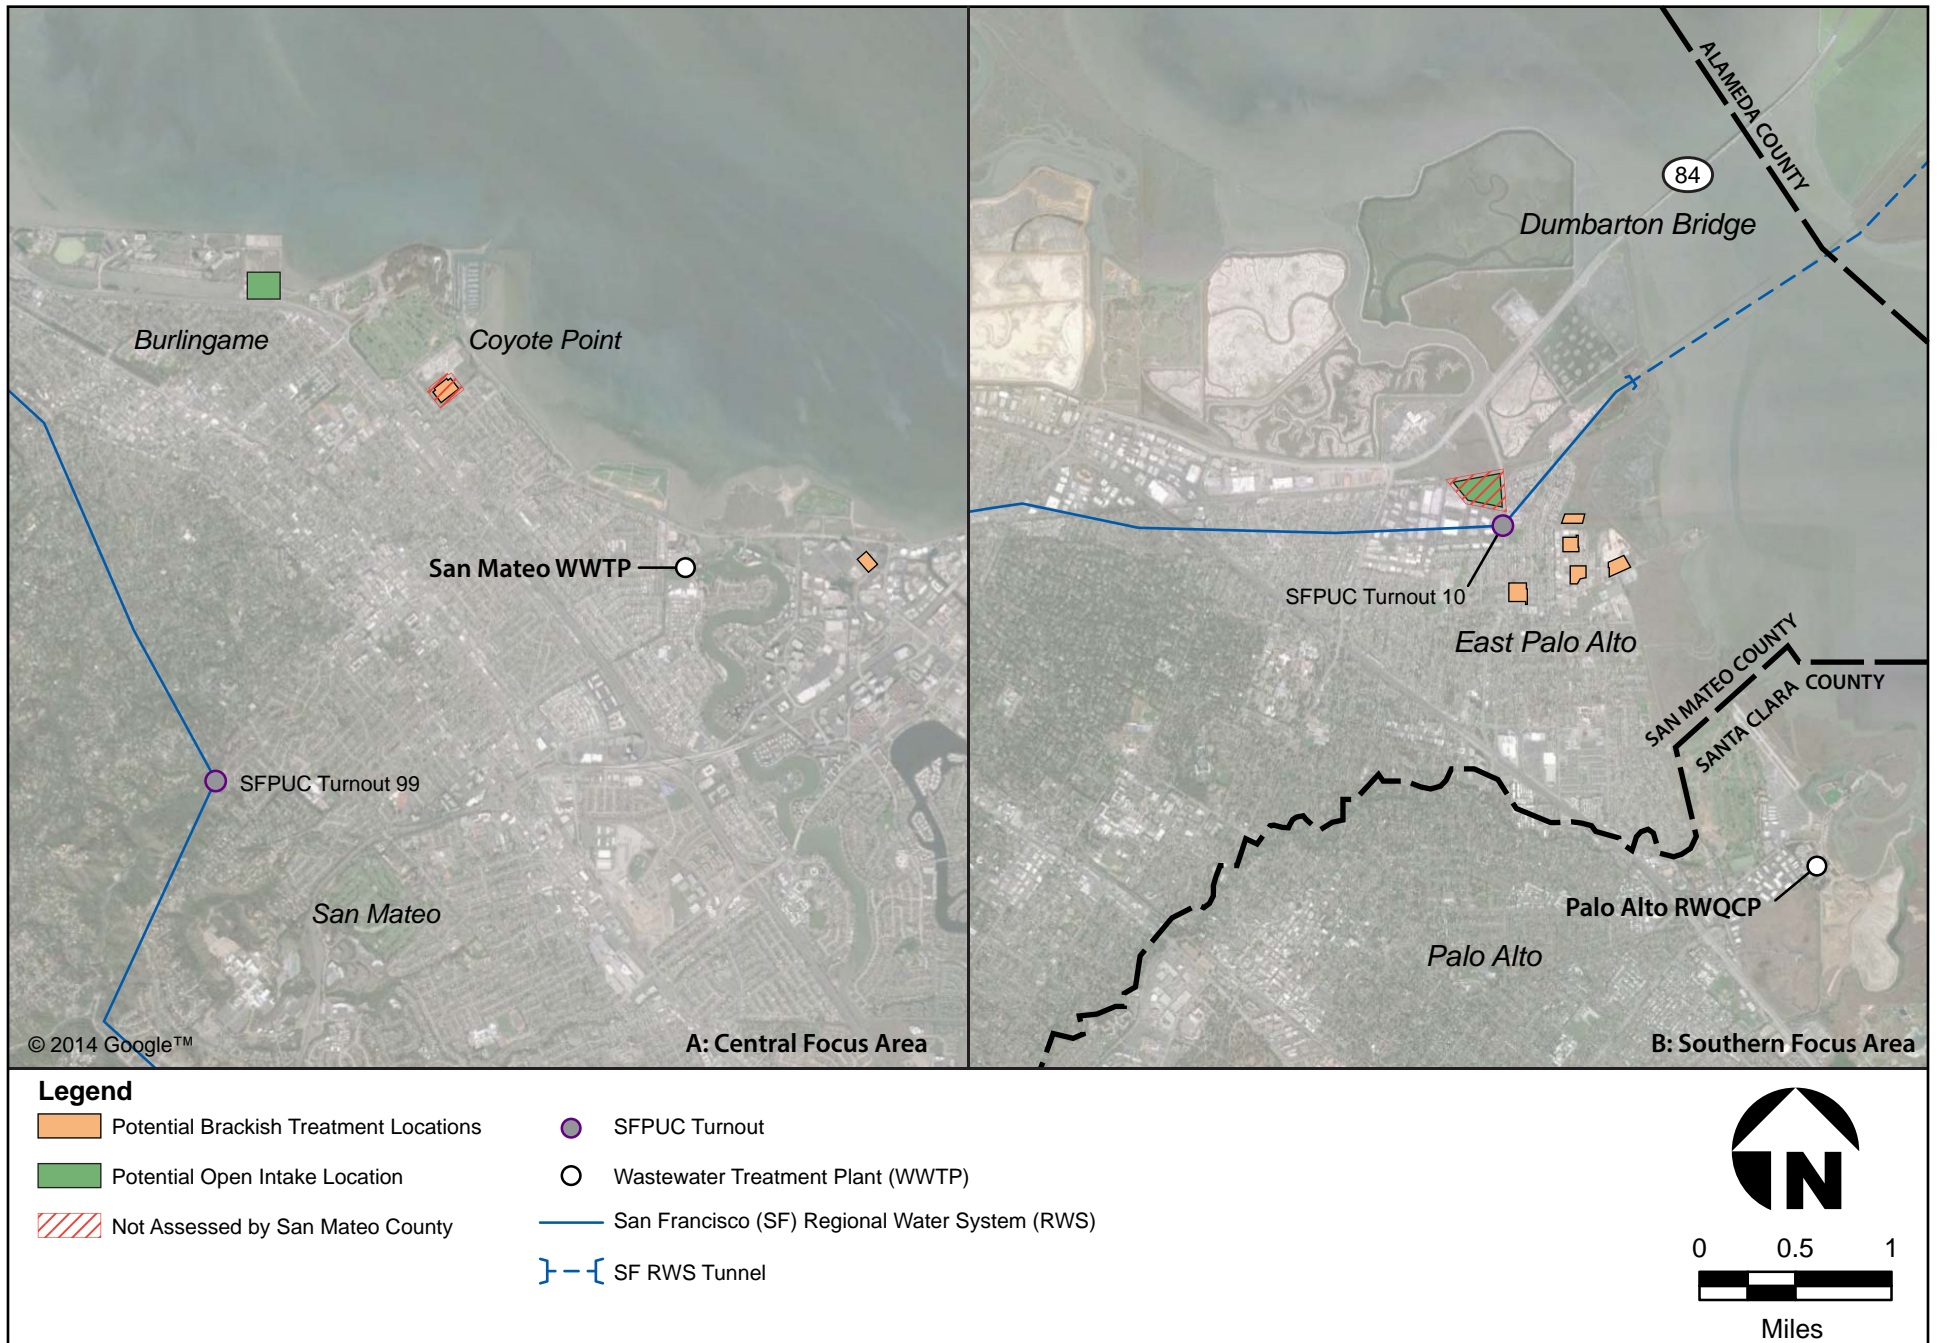 Burlingame
Coyote Point
San Mateo WWTP
SFPUC Turnout 99
San Mateo
© 2014 Google™
A: Central Focus Area
ALAMEDA COUNTY
84
Dumbarton Bridge
SFPUC Turnout 10
East Palo Alto
SAN MATEO COUNTY
SANTA CLARA COUNTY
Palo Alto RWQCP
Palo Alto
B: Southern Focus Area
Legend
Potential Brackish Treatment Locations
Potential Open Intake Location
Not Assessed by San Mateo County
SFPUC Turnout
Wastewater Treatment Plant (WWTP)
San Francisco (SF) Regional Water System (RWS)
SF RWS Tunnel
N
0 0.5 1
Miles